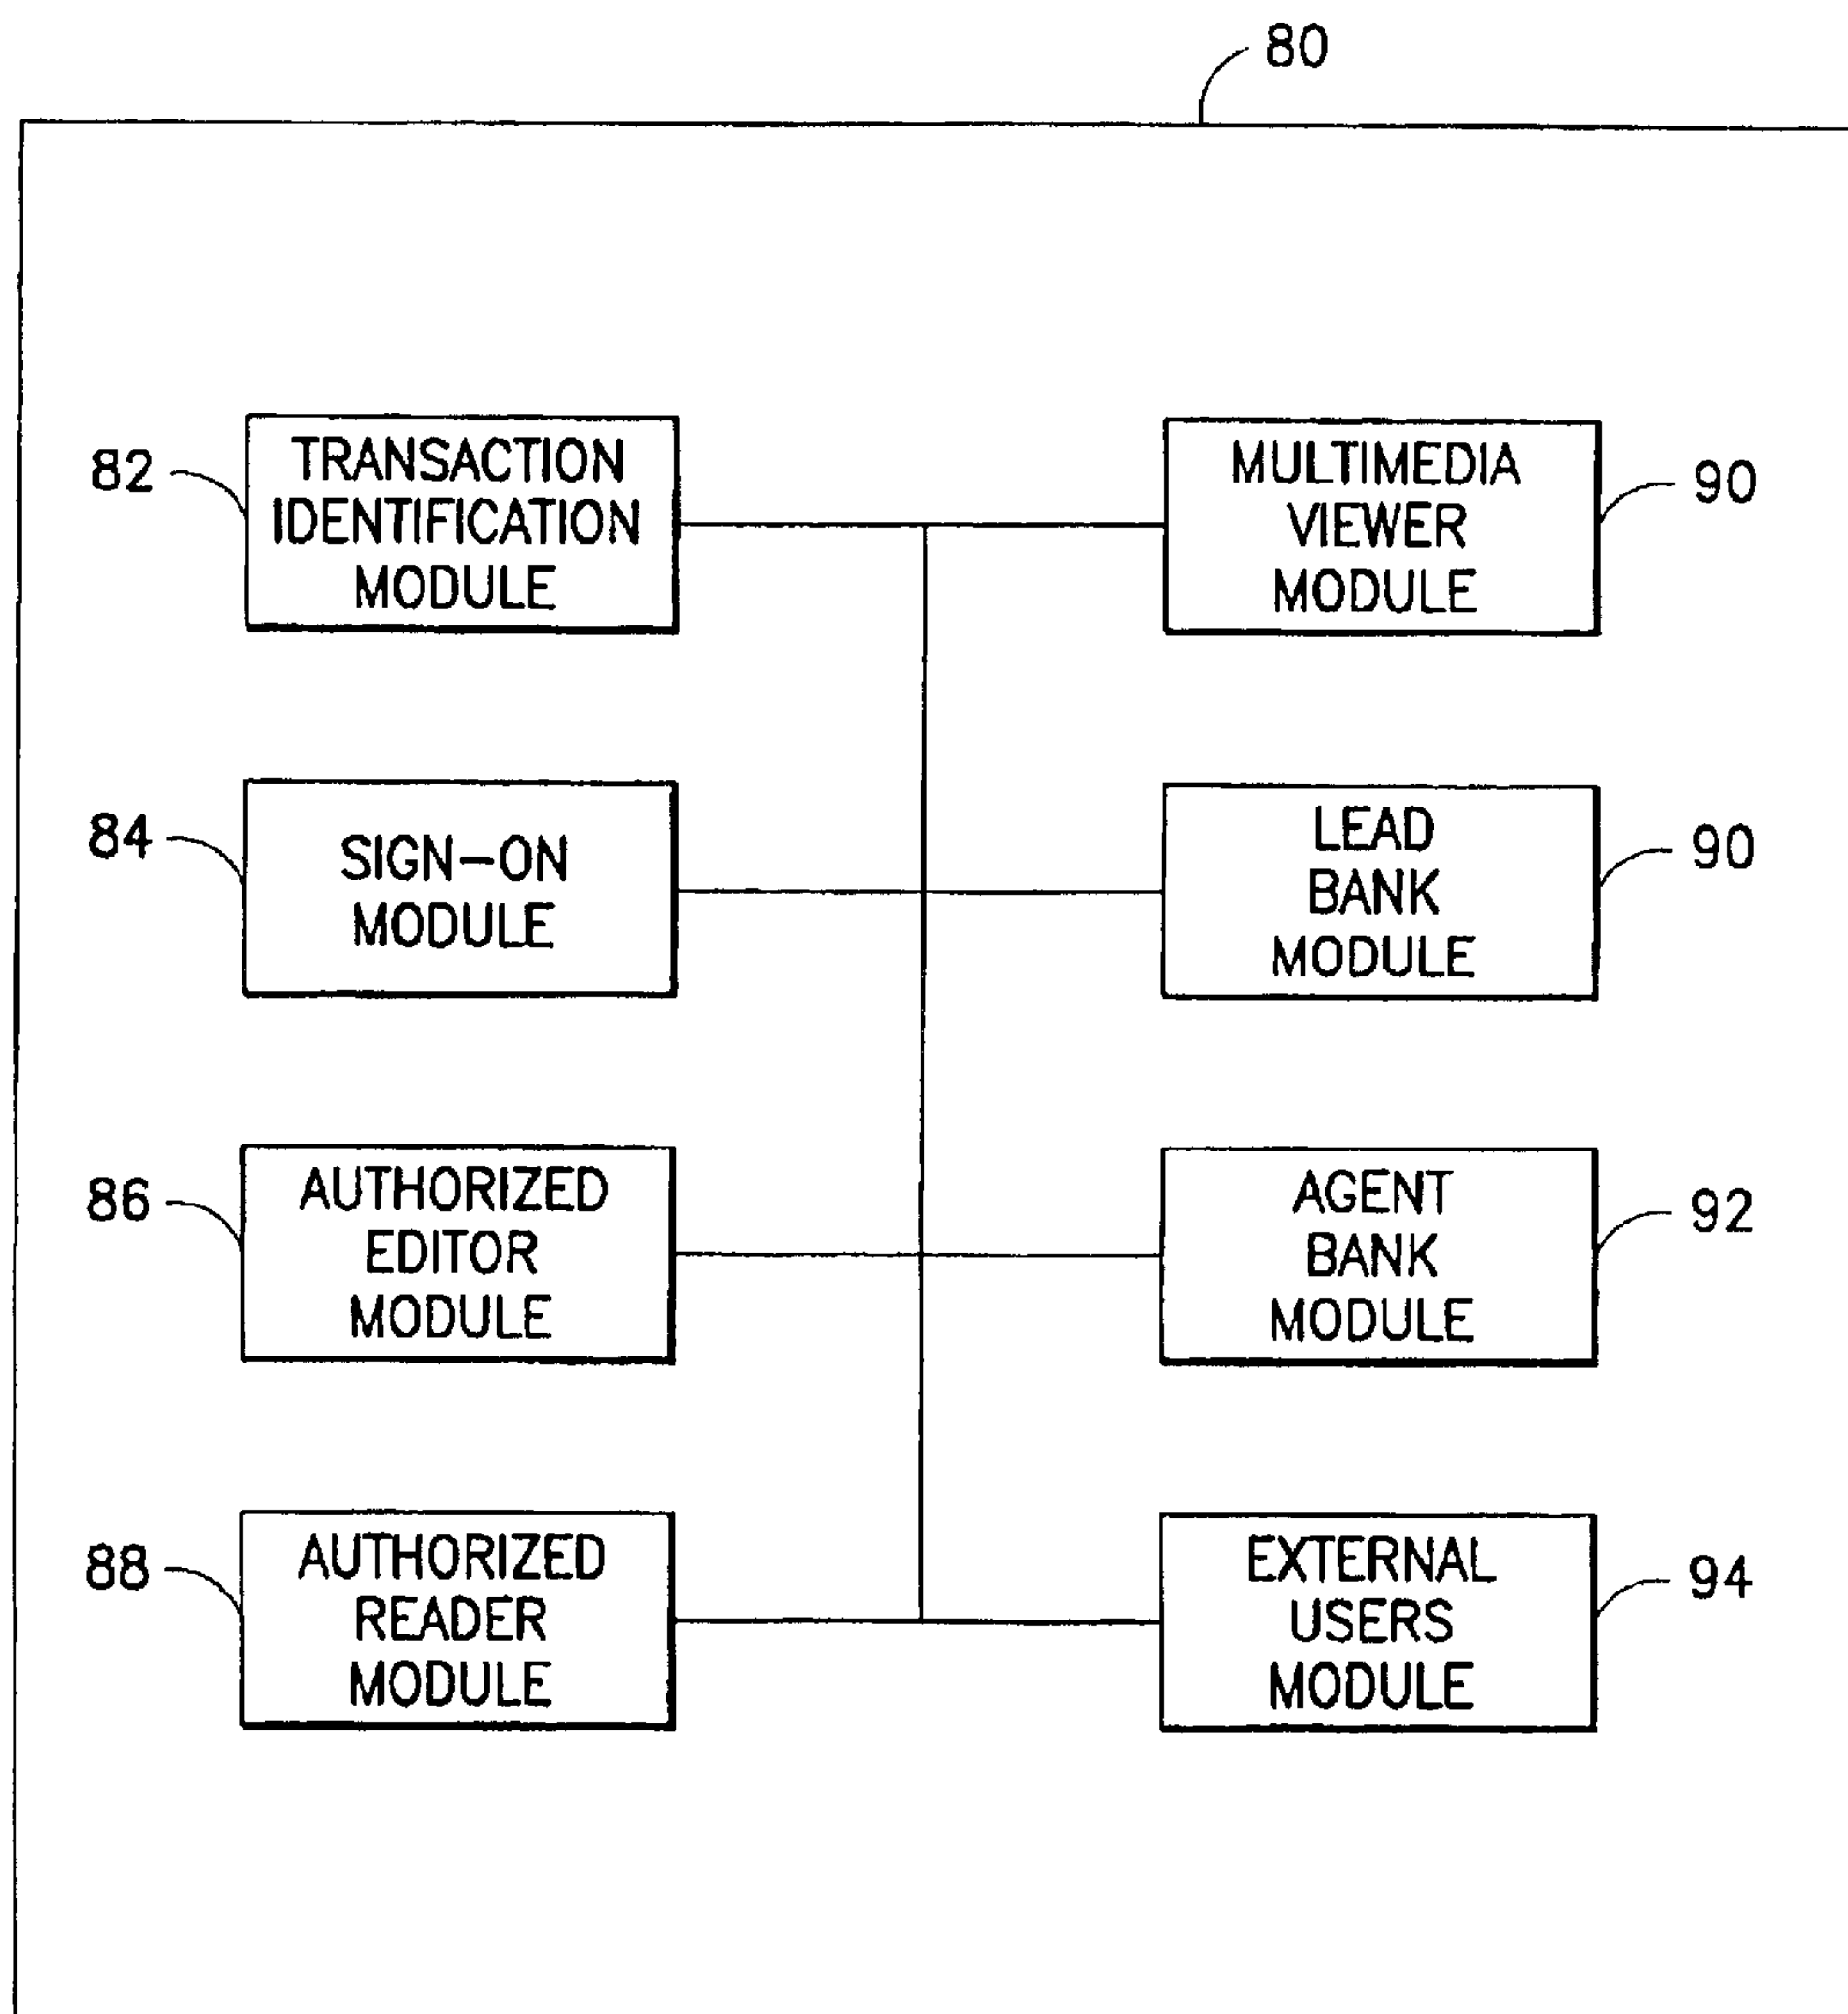 80
82
TRANSACTION
IDENTIFICATION
MODULE
MULTIMEDIA
VIEWER
MODULE
90
84
SIGN-ON
MODULE
LEAD
BANK
MODULE
90
86
AUTHORIZED
EDITOR
MODULE
AGENT
BANK
MODULE
92
88
AUTHORIZED
READER
MODULE
EXTERNAL
USERS
MODULE
94